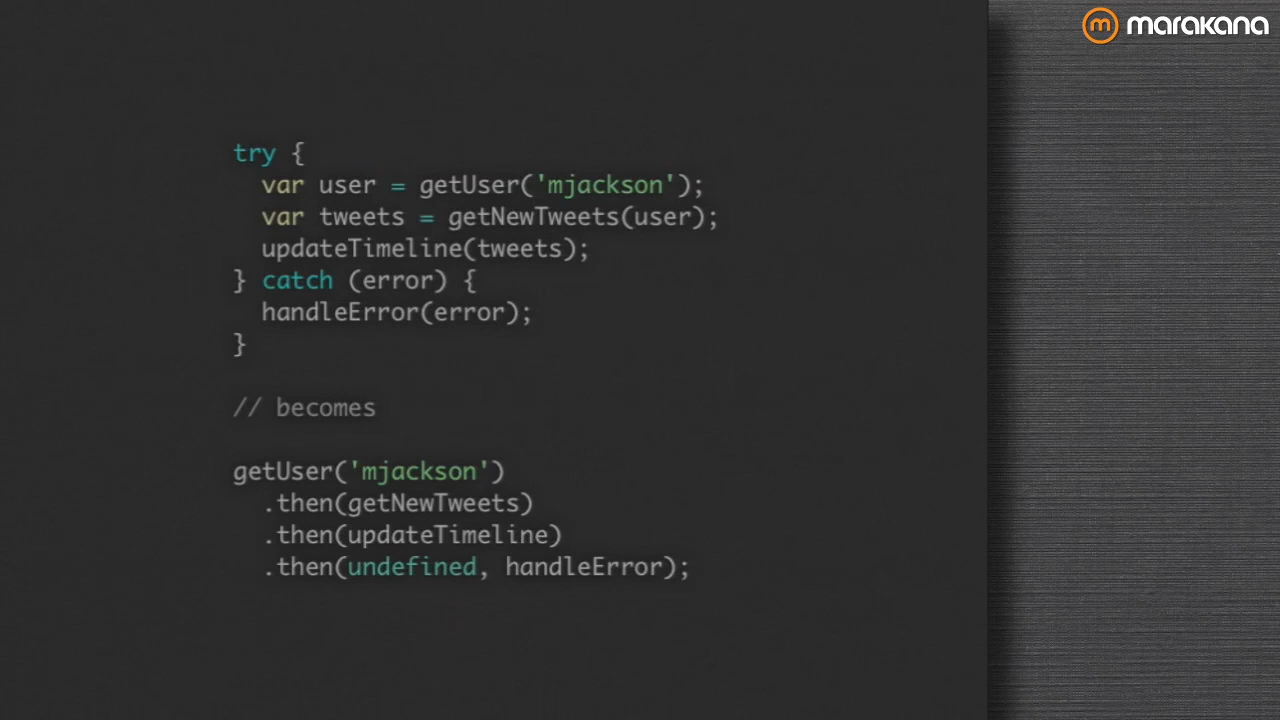 marakana
try {
  var user = getUser('mjackson');
  var tweets = getNewTweets(user);
  updateTimeline(tweets);
} catch (error) {
  handleError(error);
}
// becomes
getUser('mjackson')
  .then(getNewTweets)
  .then(updateTimeline)
  .then(undefined, handleError);